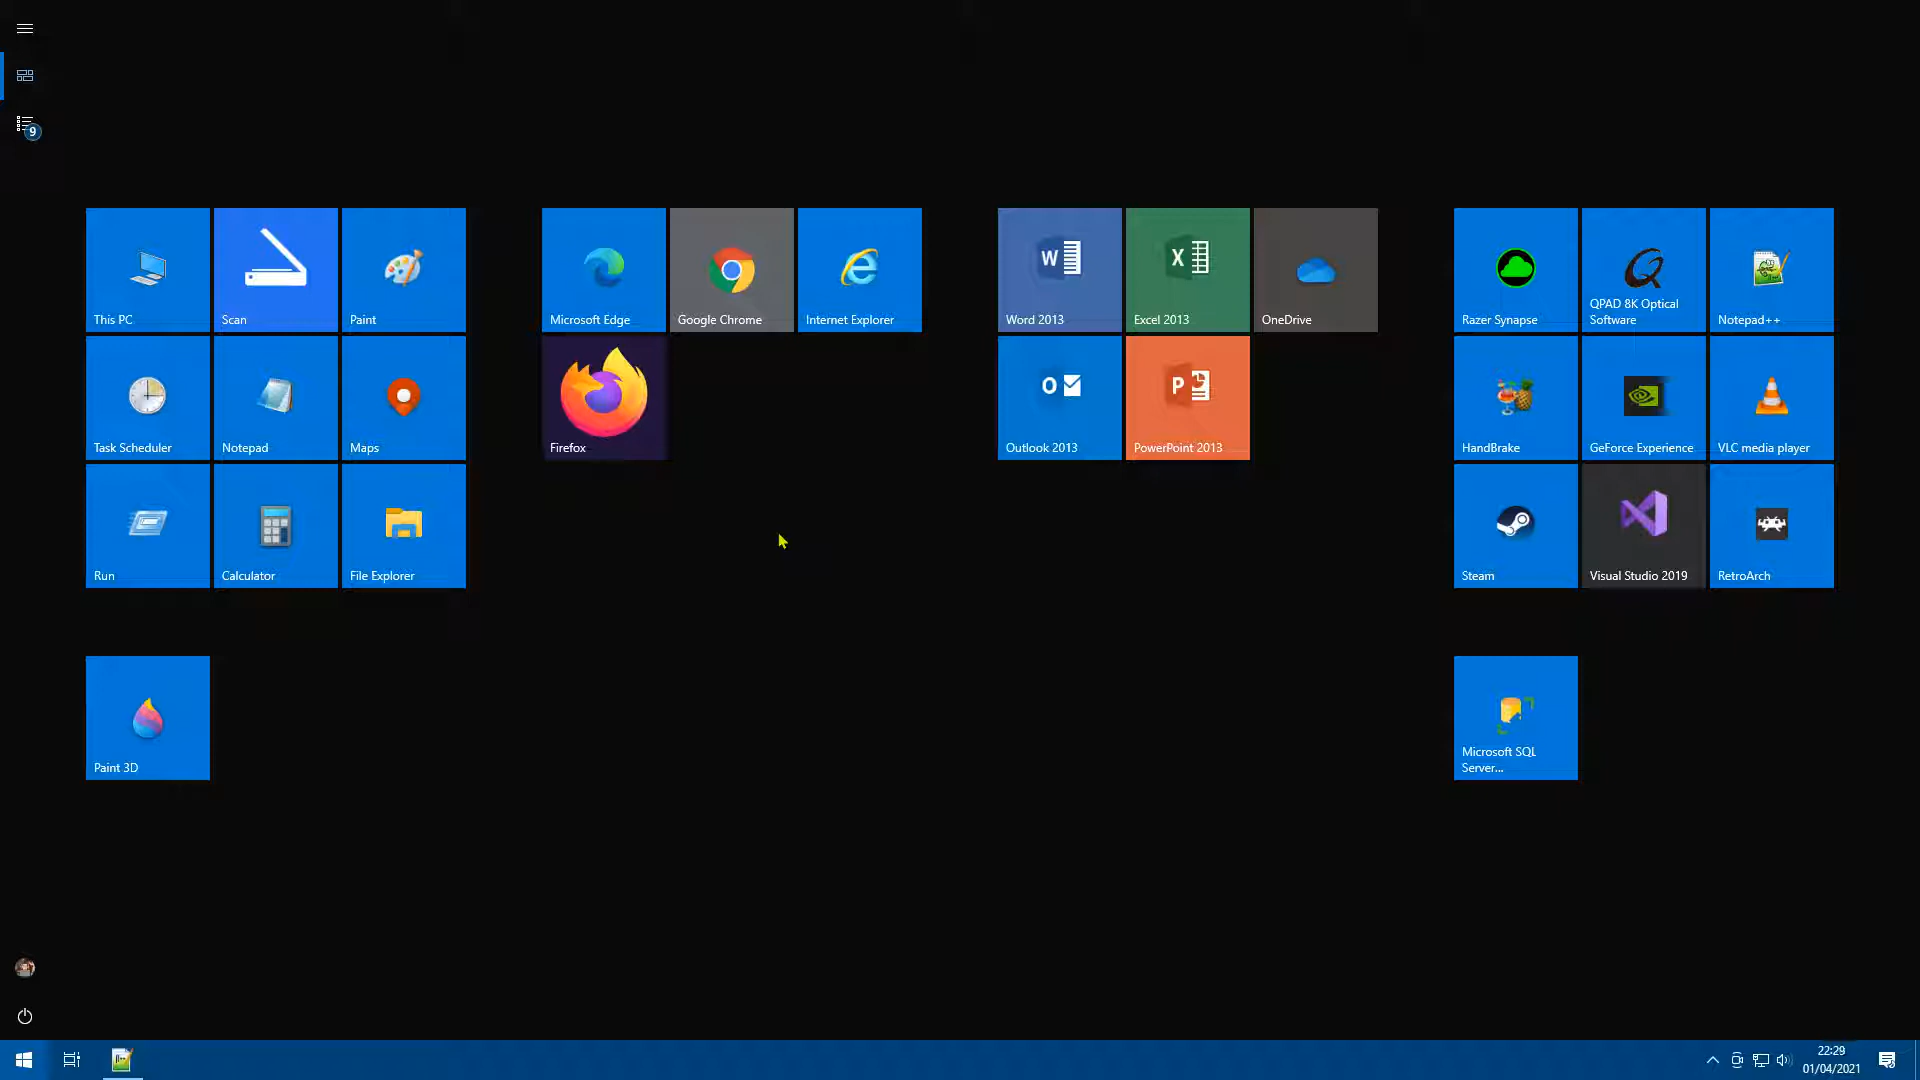 9
This PC
Scan
Paint
Microsoft Edge
Google Chrome
Internet Explorer
Word 2013
Excel 2013
OneDrive
Razer Synapse
QPAD 8K Optical
Software
Notepad++
Task Scheduler
Notepad
Maps
Firefox
Outlook 2013
PowerPoint 2013
HandBrake
GeForce Experience
VLC media player
Run
Calculator
File Explorer
Steam
Visual Studio 2019
RetroArch
Paint 3D
Microsoft SQL
Server...
22:29
01/04/2021